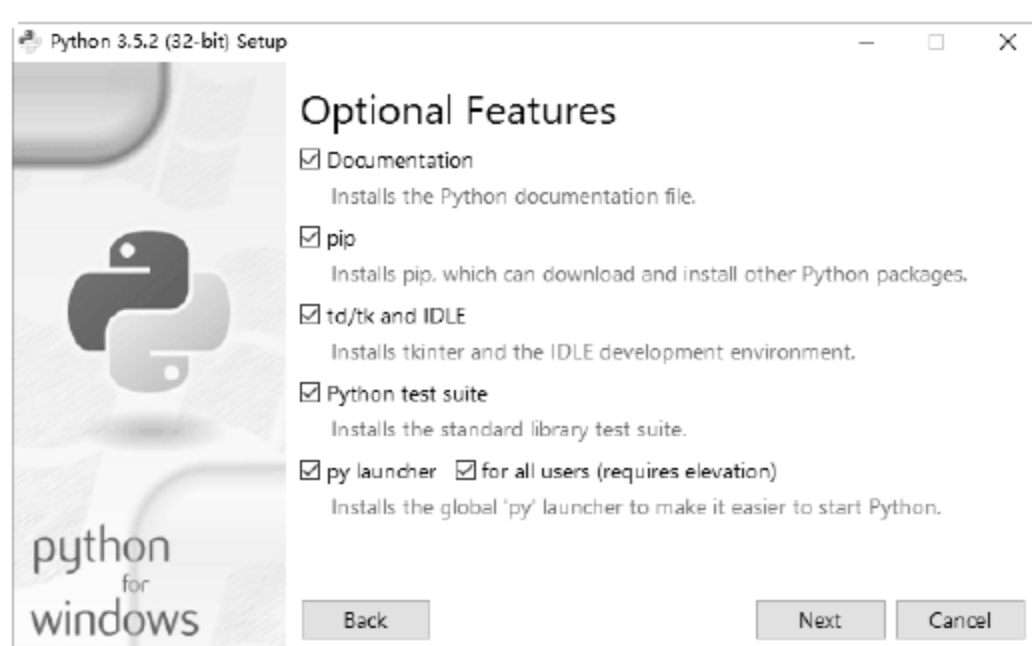 Python 3.5.2 (32-bit) Setup
Optional Features
Documentation
Installs the Python documentation file.
pip
Installs pip, which can download and install other Python packages.
td/tk and IDLE
Installs tkinter and the IDLE development environment.
Python test suite
Installs the standard library test suite.
py launcher for all users (requires elevation)
Installs the global 'py' launcher to make it easier to start Python.
python
for
windows
Back Next Cancel